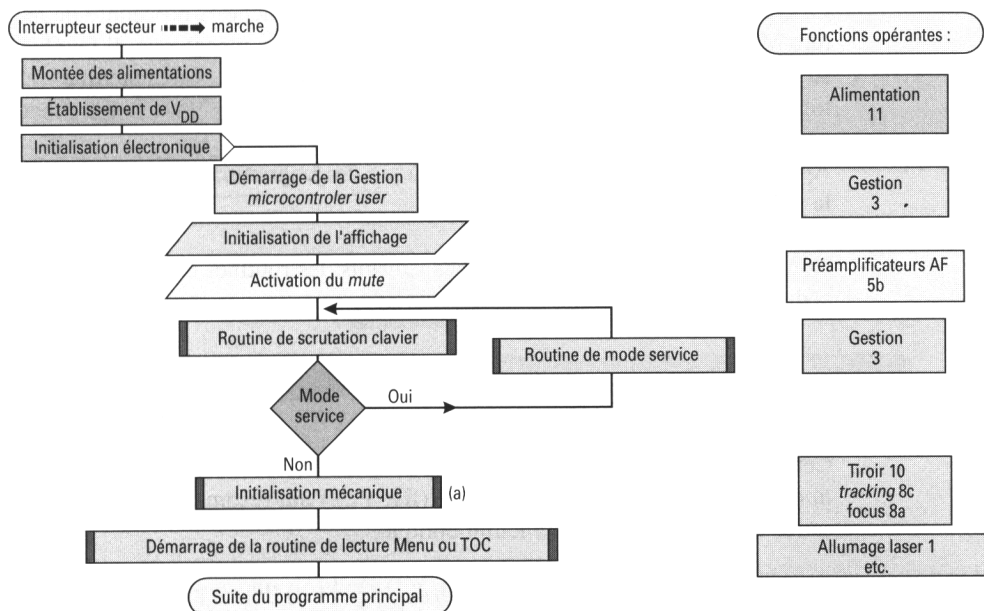 Interrupteur secteur marche
Fonctions opérantes :
Montée des alimentations
Établissement de VDD
Initialisation électronique
Alimentation
11
Démarrage de la Gestion
microcontroler user
Gestion
3
Initialisation de l'affichage
Activation du mute
Préamplificateurs AF
5b
Routine de scrutation clavier
Routine de mode service
Gestion
3
Mode
service
Oui
Non
Initialisation mécanique
(a)
Tiroir 10
tracking 8c
focus 8a
Démarrage de la routine de lecture Menu ou TOC
Allumage laser 1
etc.
Suite du programme principal